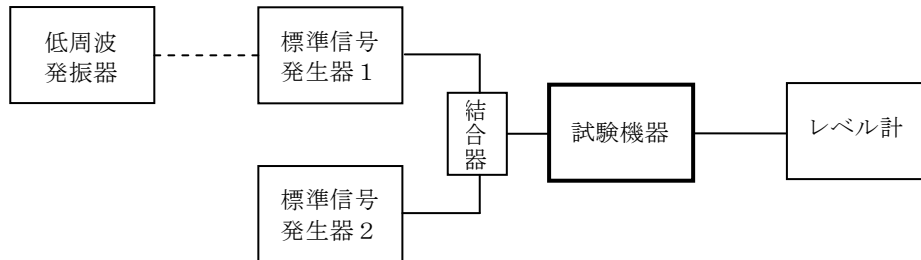 低周波
発振器
標準信号
発生器１
結合器
試験機器
レベル計
標準信号
発生器２